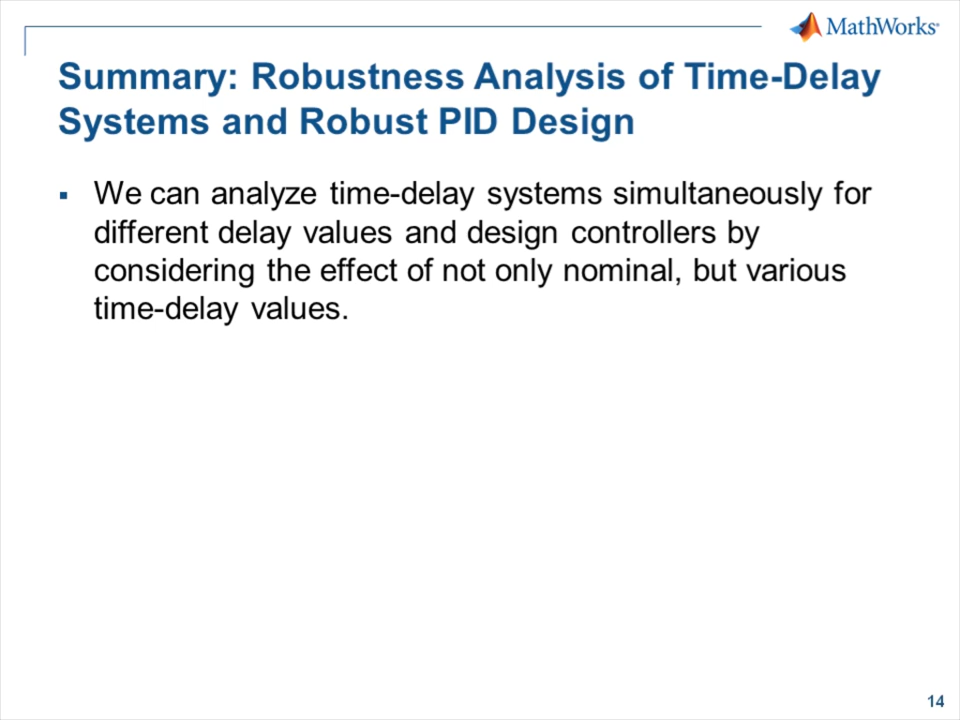 MathWorks®
Summary: Robustness Analysis of Time-Delay
Systems and Robust PID Design
▪ We can analyze time-delay systems simultaneously for
different delay values and design controllers by
considering the effect of not only nominal, but various
time-delay values.
14